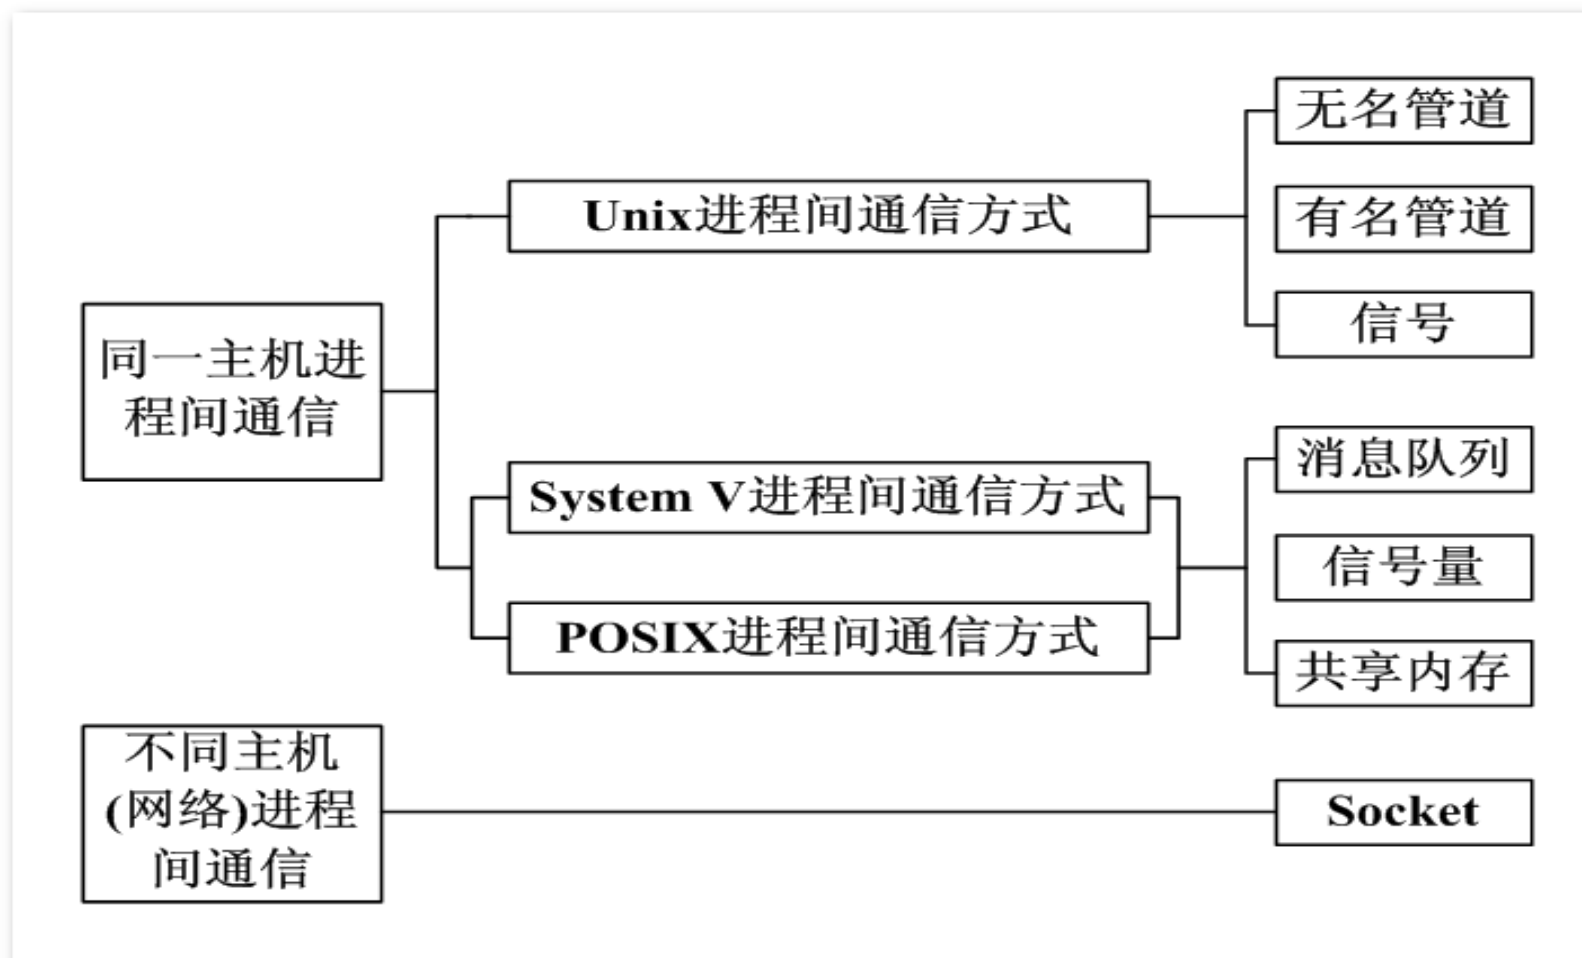 无名管道
Unix进程间通信方式
有名管道
信号
同一主机进
程间通信
消息队列
System V进程间通信方式
信号量
POSIX进程间通信方式
共享内存
不同主机
(网络)进程
间通信
Socket